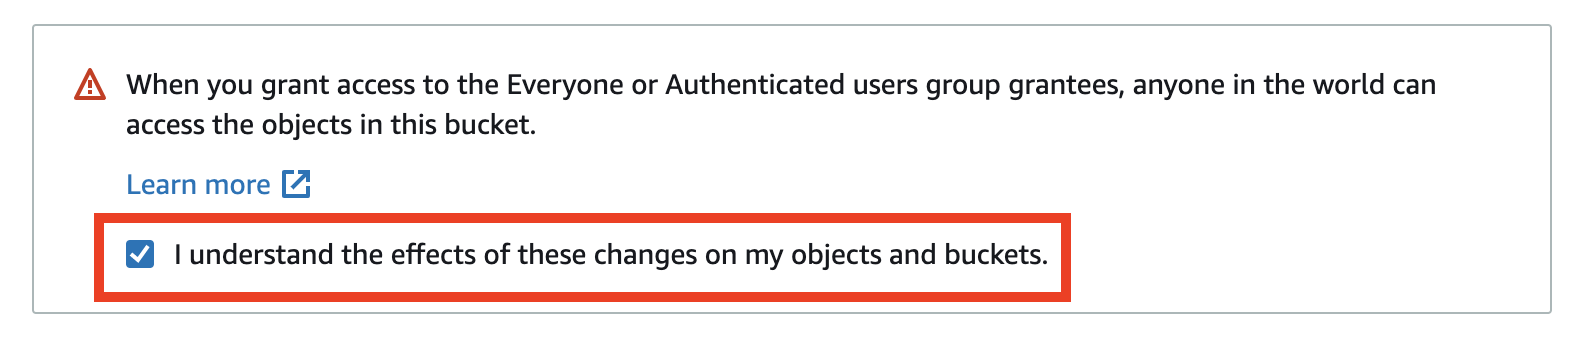 When you grant access to the Everyone or Authenticated users group grantees, anyone in the world can
access the objects in this bucket.
Learn more
I understand the effects of these changes on my objects and buckets.